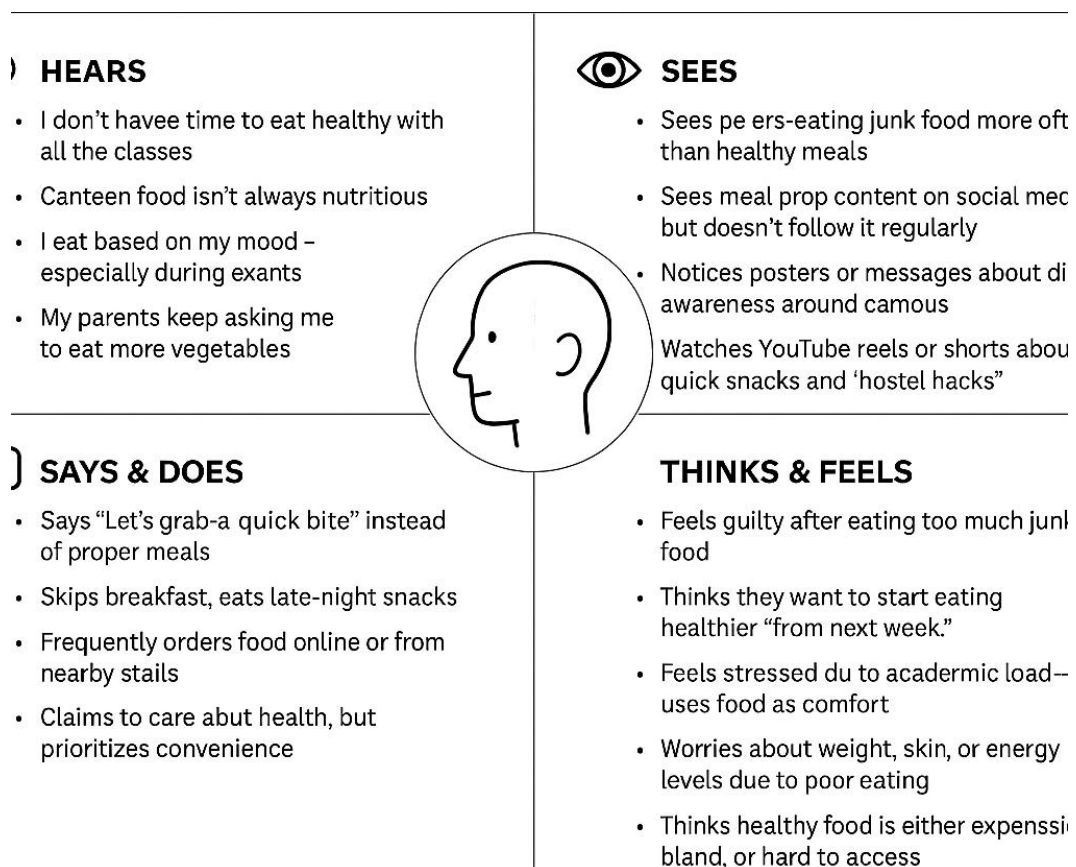 HEARS
• I don't havee time to eat healthy with
all the classes
• Canteen food isn't always nutritious
• I eat based on my mood –
especially during exants
• My parents keep asking me
to eat more vegetables
SEES
• Sees pe ers-eating junk food more oft
than healthy meals
• Sees meal prop content on social med
but doesn't follow it regularly
• Notices posters or messages about di
awareness around camous
Watches YouTube reels or shorts abou
quick snacks and ‘hostel hacks”
SAYS & DOES
• Says “Let's grab-a quick bite” instead
of proper meals
• Skips breakfast, eats late-night snacks
• Frequently orders food online or from
nearby stails
• Claims to care abut health, but
prioritizes convenience
THINKS & FEELS
• Feels guilty after eating too much junk
food
• Thinks they want to start eating
healthier “from next week.”
• Feels stressed du to acadermic load--
uses food as comfort
• Worries about weight, skin, or energy
levels due to poor eating
• Thinks healthy food is either expenssi
bland, or hard to access